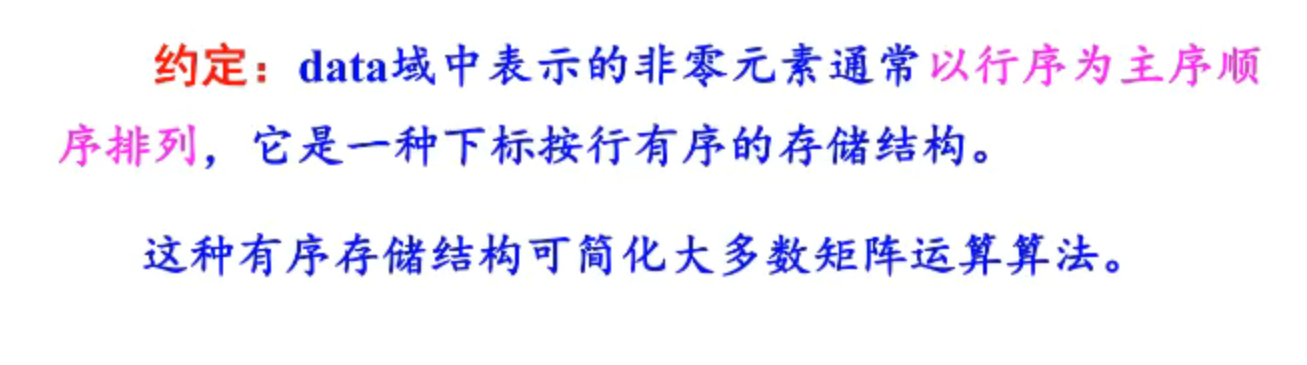 约定：data域中表示的非零元素通常以行序为主序顺
序排列，它是一种下标按行有序的存储结构。
这种有序存储结构可简化大多数矩阵运算算法。